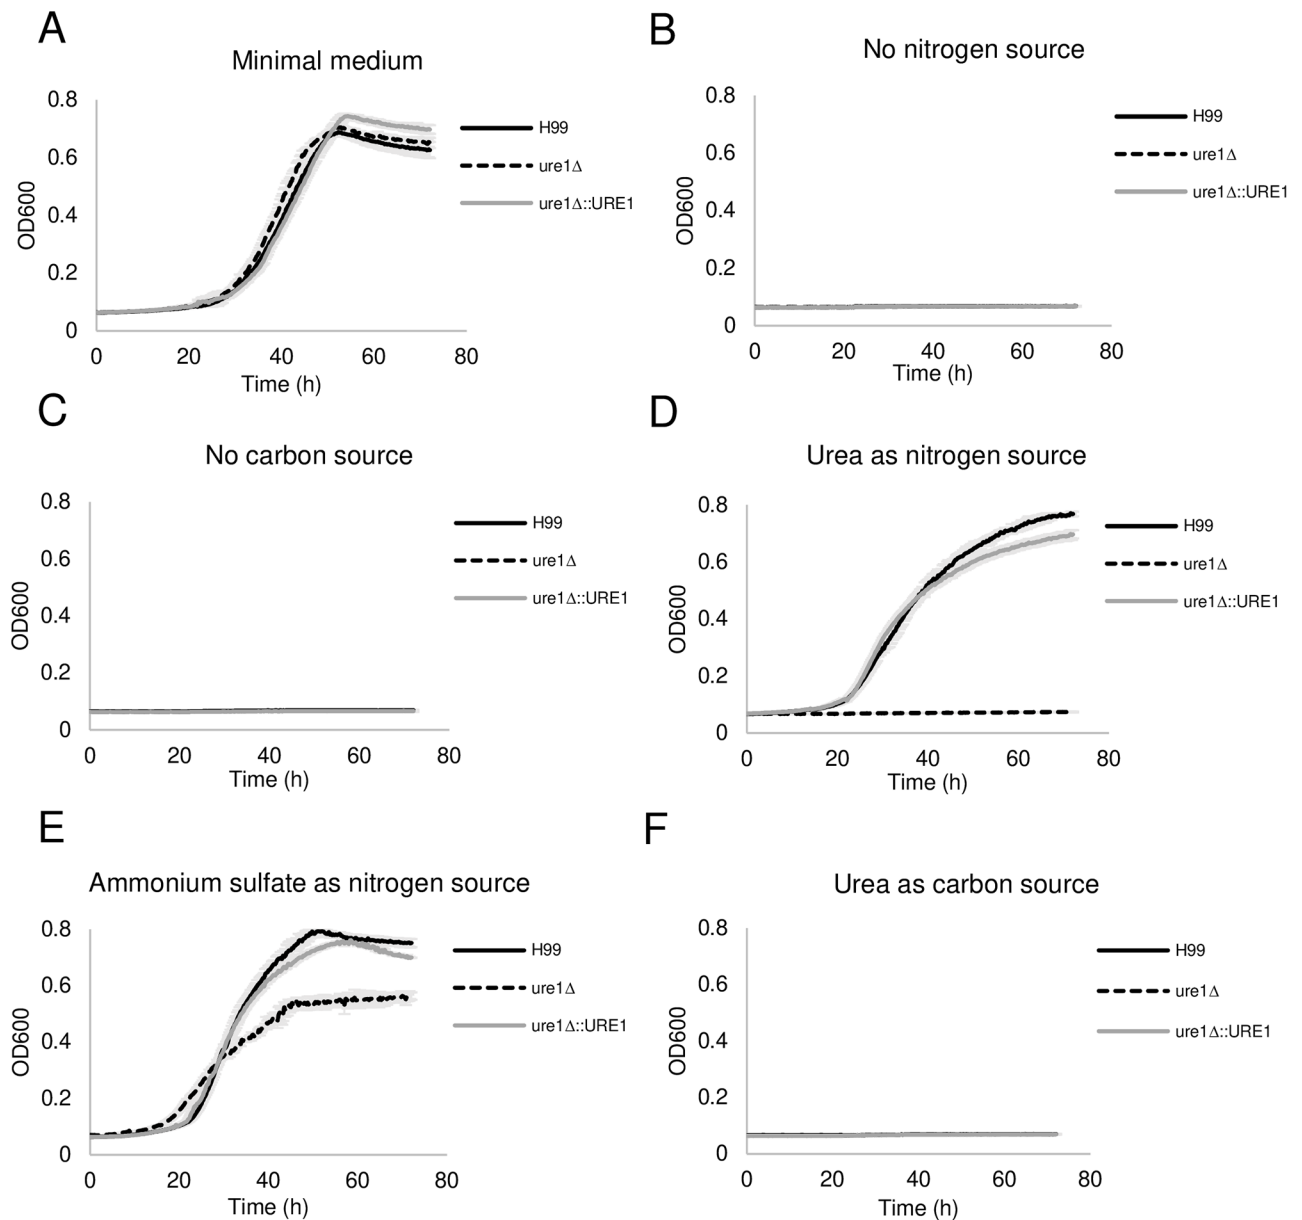 A
Minimal medium
0.8
0.6
0.4
0.2
0
OD600
0 20 40 60 80
Time (h)
H99
ure1Δ
ure1Δ::URE1
B
No nitrogen source
0.8
0.6
0.4
0.2
0
OD600
0 20 40 60 80
Time (h)
H99
ure1Δ
ure1Δ::URE1
C
No carbon source
0.8
0.6
0.4
0.2
0
OD600
0 20 40 60 80
Time (h)
H99
ure1Δ
ure1Δ::URE1
D
Urea as nitrogen source
0.8
0.6
0.4
0.2
0
OD600
0 20 40 60 80
Time (h)
H99
ure1Δ
ure1Δ::URE1
E
Ammonium sulfate as nitrogen source
0.8
0.6
0.4
0.2
0
OD600
0 20 40 60 80
Time (h)
H99
ure1Δ
ure1Δ::URE1
F
Urea as carbon source
0.8
0.6
0.4
0.2
0
OD600
0 20 40 60 80
Time (h)
H99
ure1Δ
ure1Δ::URE1